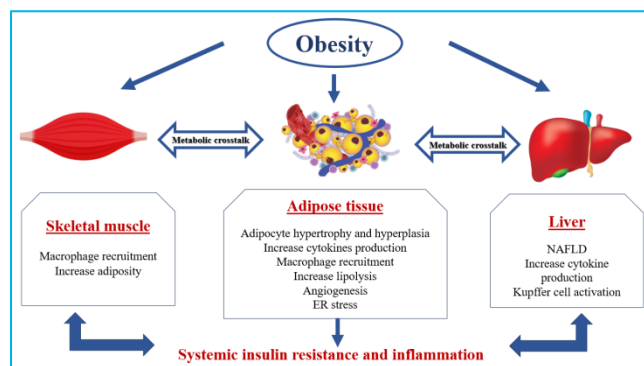 Obesity
Metabolic crosstalk
Metabolic crosstalk
Skeletal muscle
Macrophage recruitment
Increase adiposity
Adipose tissue
Adipocyte hypertrophy and hyperplasia
Increase cytokines production
Macrophage recruitment
Increase lipolysis
Angiogenesis
ER stress
Liver
NAFLD
Increase cytokine
production
Kupffer cell activation
Systemic insulin resistance and inflammation